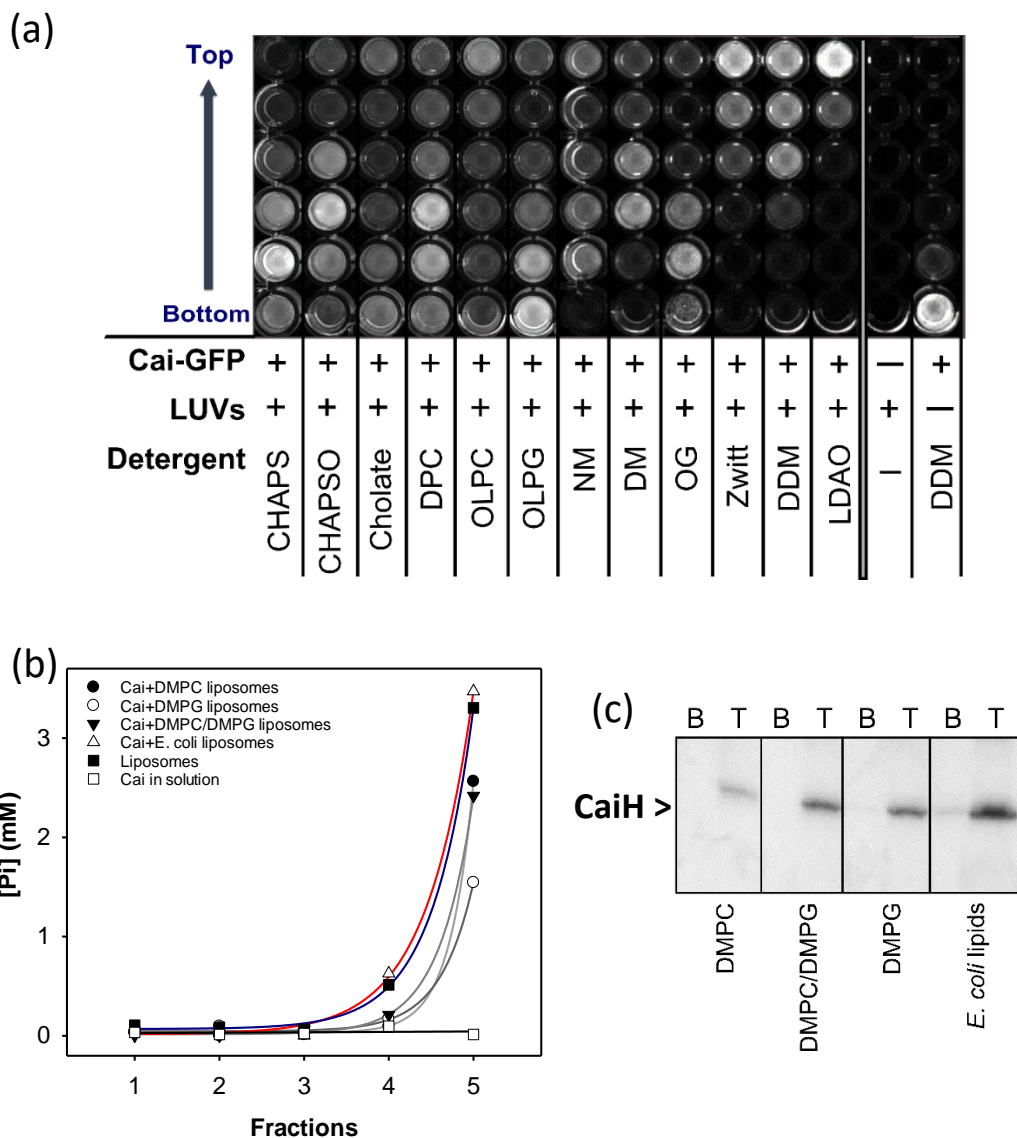 (a)
Top
Bottom
Cai-GFP + + + + + + + + + + + + — +
LUVs + + + + + + + + + + + + + —
Detergent CHAPS CHAPSO Cholate DPC OLPC OLPG NM DM OG Zwitt DDM LDAO – DDM
(b)
Cai+DMPC liposomes
Cai+DMPG liposomes
Cai+DMPC/DMPG liposomes
Cai+E. coli liposomes
Liposomes
Cai in solution
[Pi] (mM)
3
2
1
0
1 2 3 4 5
Fractions
(c)
B T B T B T B T
CaiH >
DMPC DMPC/DMPG DMPG E. coli lipids